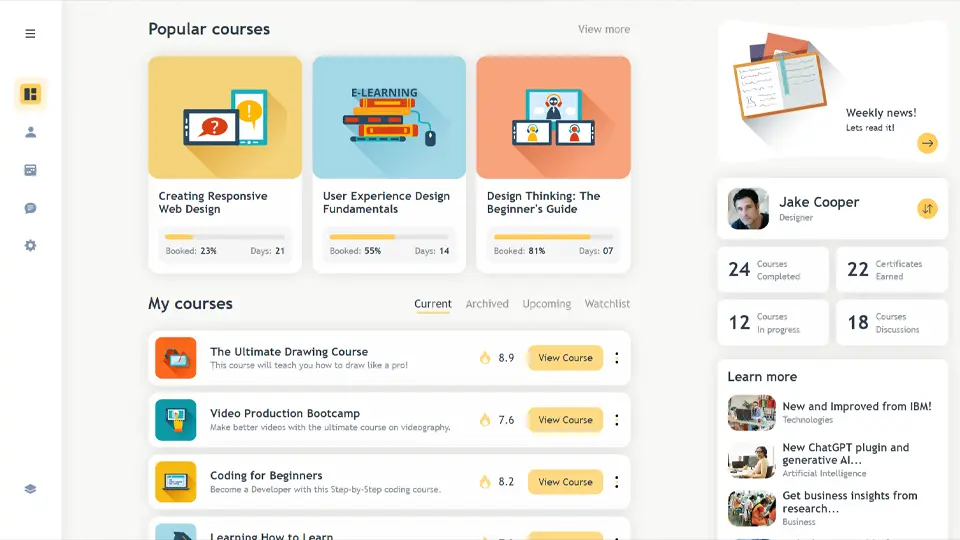 Popular courses
View more
E-LEARNING
Creating Responsive
Web Design
Booked: 23%
Days: 21
User Experience Design
Fundamentals
Booked: 55%
Days: 14
Design Thinking: The
Beginner's Guide
Booked: 81%
Days: 07
My courses
Current
Archived
Upcoming
Watchlist
The Ultimate Drawing Course
This course will teach you how to draw like a pro!
8.9
View Course
Video Production Bootcamp
Make better videos with the ultimate course on videography.
7.6
View Course
Coding for Beginners
Become a Developer with this Step-by-Step coding course.
8.2
View Course
Learning How to Learn
Weekly news!
Lets read it!
Jake Cooper
Designer
24 Courses
Completed
22 Certificates
Earned
12 Courses
In progress
18 Courses
Discussions
Learn more
New and Improved from IBM!
Technologies
New ChatGPT plugin and
generative AI...
Artificial Intelligence
Get business insights from
research...
Business